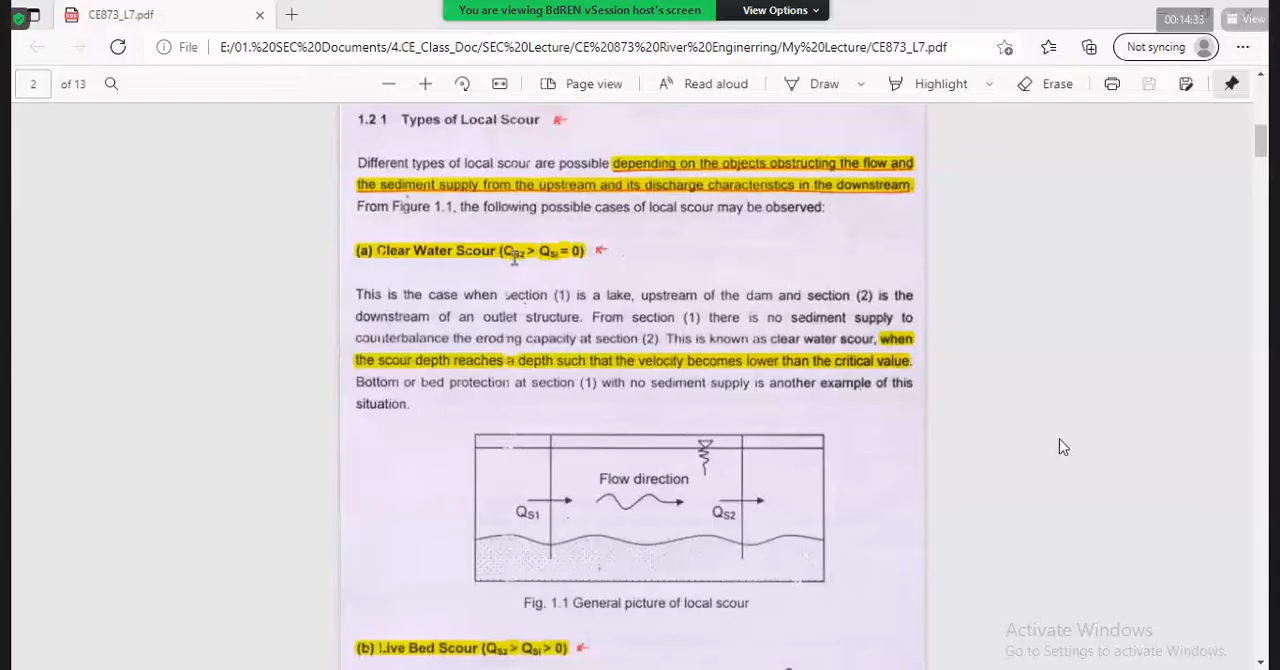 CE873_L7.pdf
You are viewing BdREN vSession host's screen
View Options
00:14:33
View
File
E:/01.%20SEC%20Documents/4.CE_Class_Doc/SEC%20Lecture/CE%20873%20River%20Enginerring/My%20Lecture/CE873_L7.pdf
Not syncing
2 of 13
Page view
Read aloud
Draw
Highlight
Erase
1.2 1 Types of Local Scour
Different types of local scour are possible depending on the objects obstructing the flow and
the sediment supply from the upstream and its discharge characteristics in the downstream.
From Figure 1.1, the following possible cases of local scour may be observed:
(a) Clear Water Scour (QS2 > QSI = 0)
This is the case when section (1) is a lake, upstream of the dam and section (2) is the
downstream of an outlet structure. From section (1) there is no sediment supply to
counterbalance the eroding capacity at section (2). This is known as clear water scour, when
the scour depth reaches a depth such that the velocity becomes lower than the critical value.
Bottom or bed protection at section (1) with no sediment supply is another example of this
situation.
Flow direction
QS1
QS2
Fig. 1.1 General picture of local scour
(b) Live Bed Scour (QS2 > QSI > 0)
Activate Windows
Go to Settings to activate Windows.